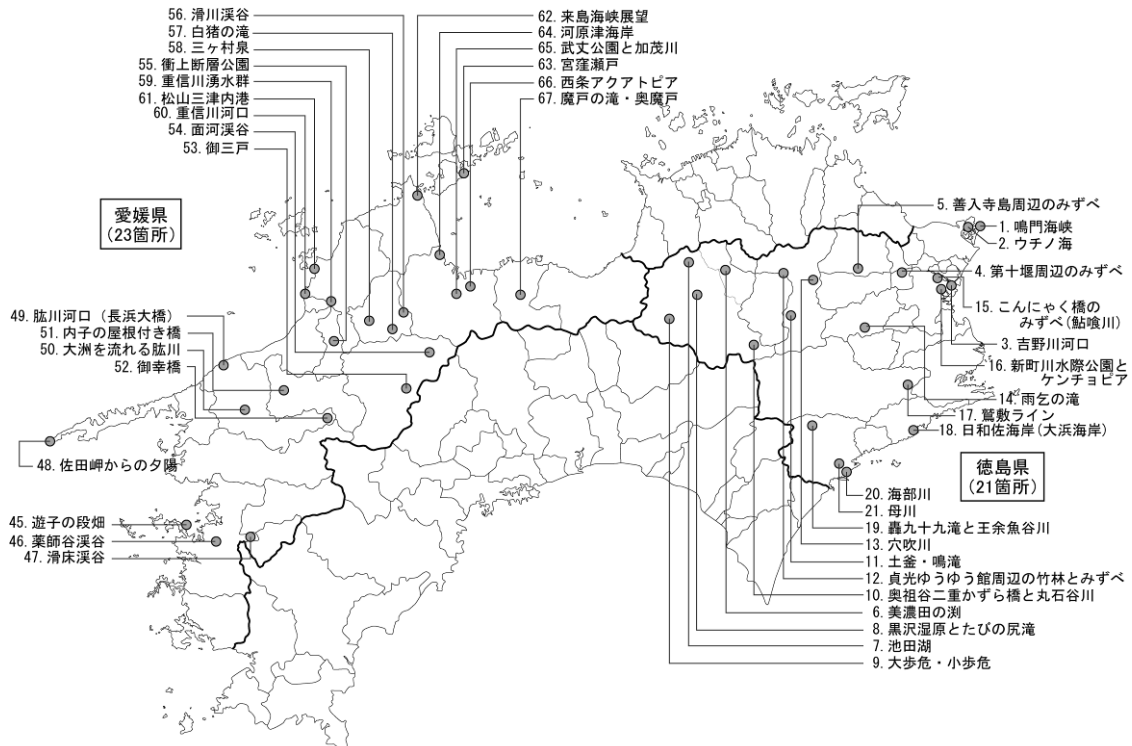 56. 滑川渓谷
57. 白猪の滝
58. 三ヶ村泉
55. 衝上断層公園
59. 重信川湧水群
61. 松山三津内港
60. 重信川河口
54. 面河渓谷
53. 御三戸
62. 来島海峡展望
64. 河原津海岸
65. 武丈公園と加茂川
63. 宮窪瀬戸
66. 西条アクアトピア
67. 魔戸の滝・奥魔戸
愛媛県
(23箇所)
49. 肱川河口（長浜大橋）
51. 内子の屋根付き橋
50. 大洲を流れる肱川
52. 御幸橋
48. 佐田岬からの夕陽
45. 遊子の段畑
46. 薬師谷渓谷
47. 滑床渓谷
5. 善入寺島周辺のみずべ
1. 鳴門海峡
2. ウチノ海
4. 第十堰周辺のみずべ
15. こんにゃく橋の
みずべ(鮎喰川)
3. 吉野川河口
16. 新町川水際公園と
ケンチョピア
14. 雨乞の滝
17. 鷲敷ライン
18. 日和佐海岸(大浜海岸)
徳島県
(21箇所)
20. 海部川
21. 母川
19. 轟九十九滝と王余魚谷川
13. 穴吹川
11. 土釜・鳴滝
12. 貞光ゆうゆう館周辺の竹林とみずべ
10. 奥祖谷二重かずら橋と丸石谷川
6. 美濃田の渕
8. 黒沢湿原とたびの尻滝
7. 池田湖
9. 大歩危・小歩危